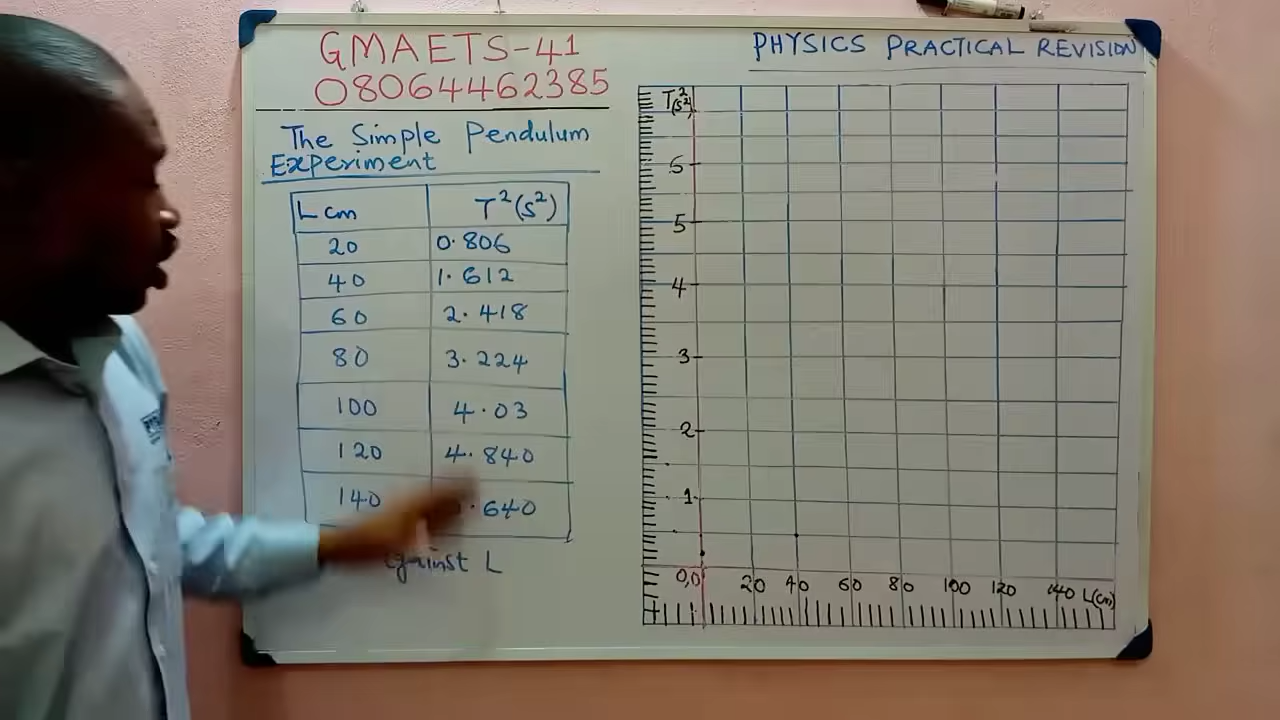 GMAETS-41
08064462385
PHYSICS PRACTICAL REVISION
The Simple Pendulum
Experiment
L cm T²(s²)
20 0.806
40 1.612
60 2.418
80 3.224
100 4.03
120 4.840
140 .640
against L
T²
(s²)
6
5
4
3
2
1
0,0 20 40 60 80 100 120 140 L(cm)